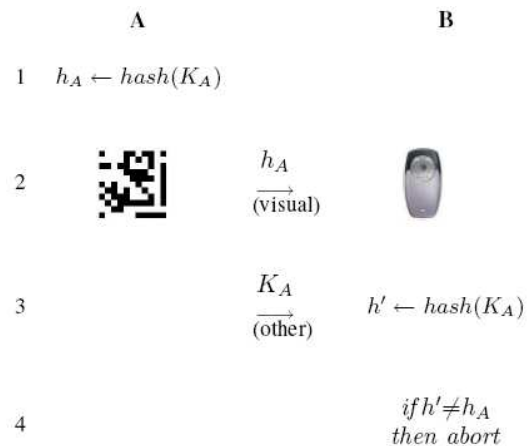 A B
1 h_A ← hash(K_A)
2 h_A
→
(visual)
K_A
3 → h′ ← hash(K_A)
(other)
if h′≠h_A
4 then abort